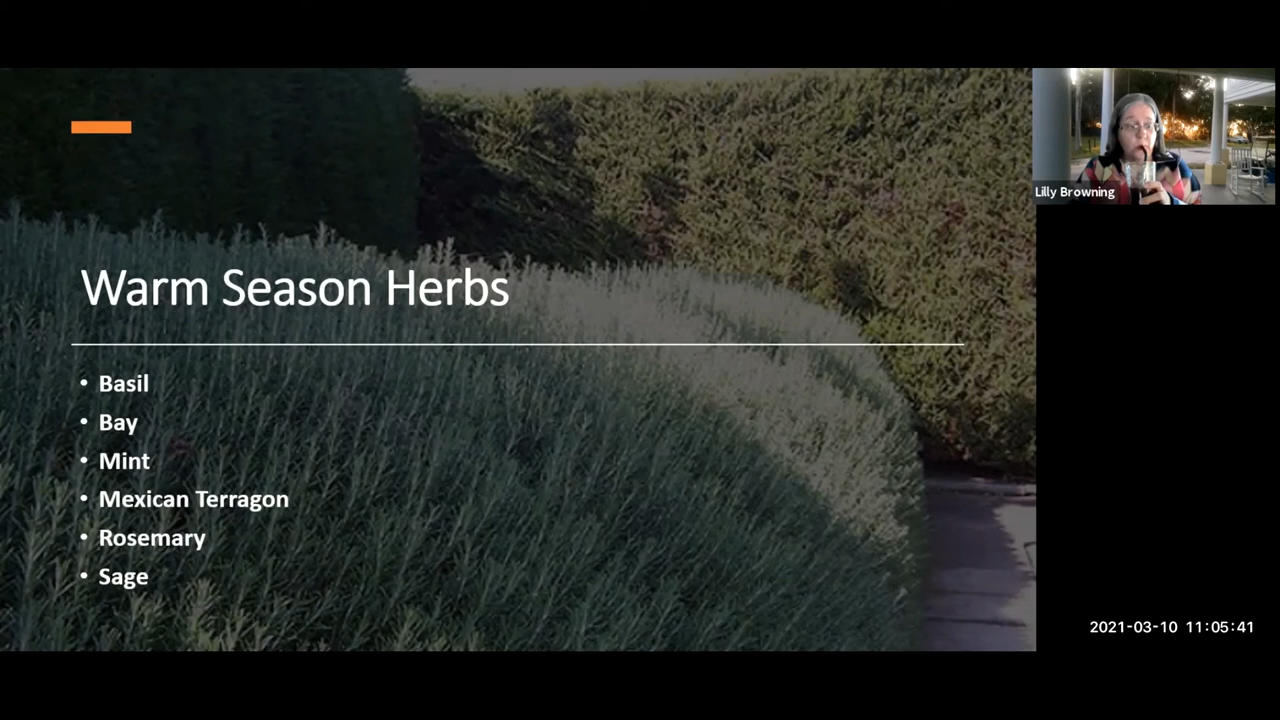 Warm Season Herbs
• Basil
• Bay
• Mint
• Mexican Terragon
• Rosemary
• Sage
Lilly Browning
2021-03-10 11:05:41